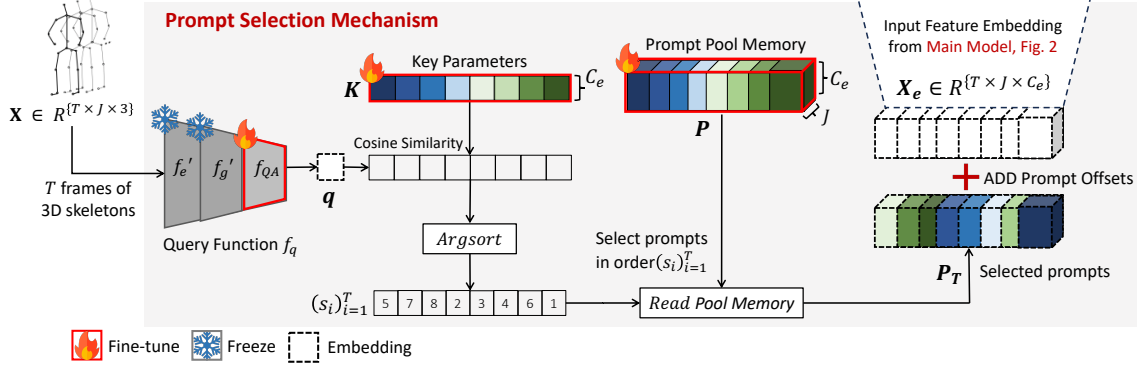 Prompt Selection Mechanism
X ∈ R^{T × J × 3}
T frames of
3D skeletons
f_e′
f_g′
f_QA
Query Function f_q
q
Key Parameters
K
C_e
Cosine Similarity
Argsort
(s_i)_{i=1}^T
5 7 8 2 3 4 6 1
Prompt Pool Memory
C_e
J
P
Select prompts
in order(s_i)_{i=1}^T
Read Pool Memory
Input Feature Embedding
from Main Model, Fig. 2
X_e ∈ R^{T × J × C_e}
ADD Prompt Offsets
P_T
Selected prompts
Fine-tune
Freeze
Embedding